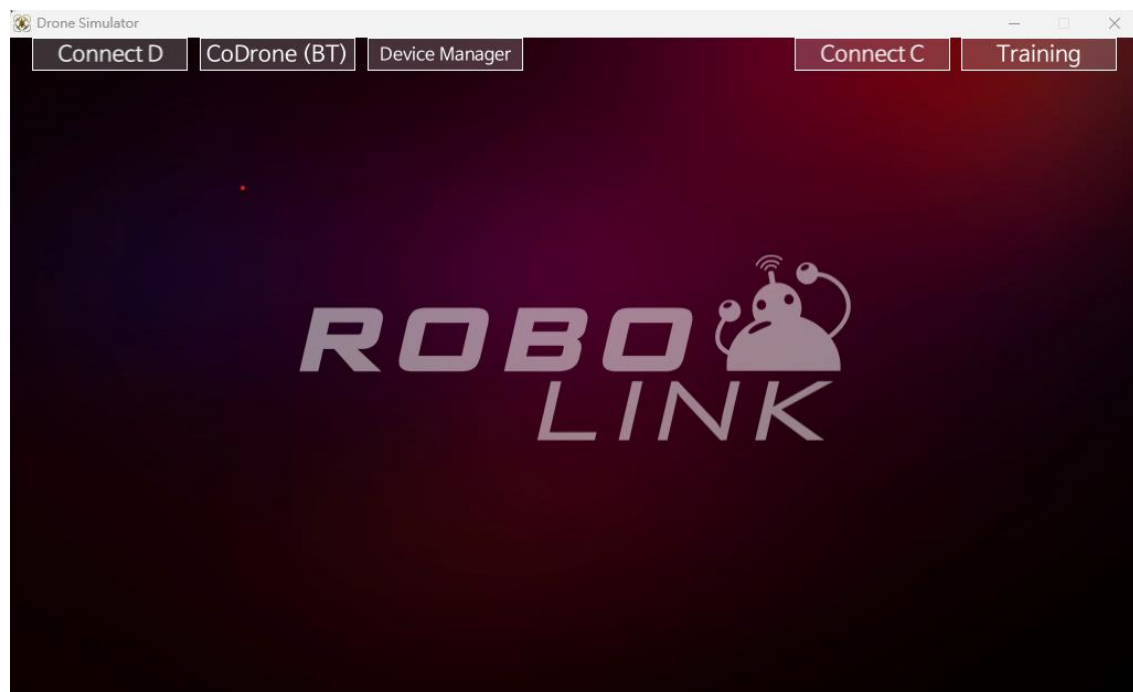 Drone Simulator
Connect D CoDrone (BT) Device Manager Connect C Training
ROBO
LINK